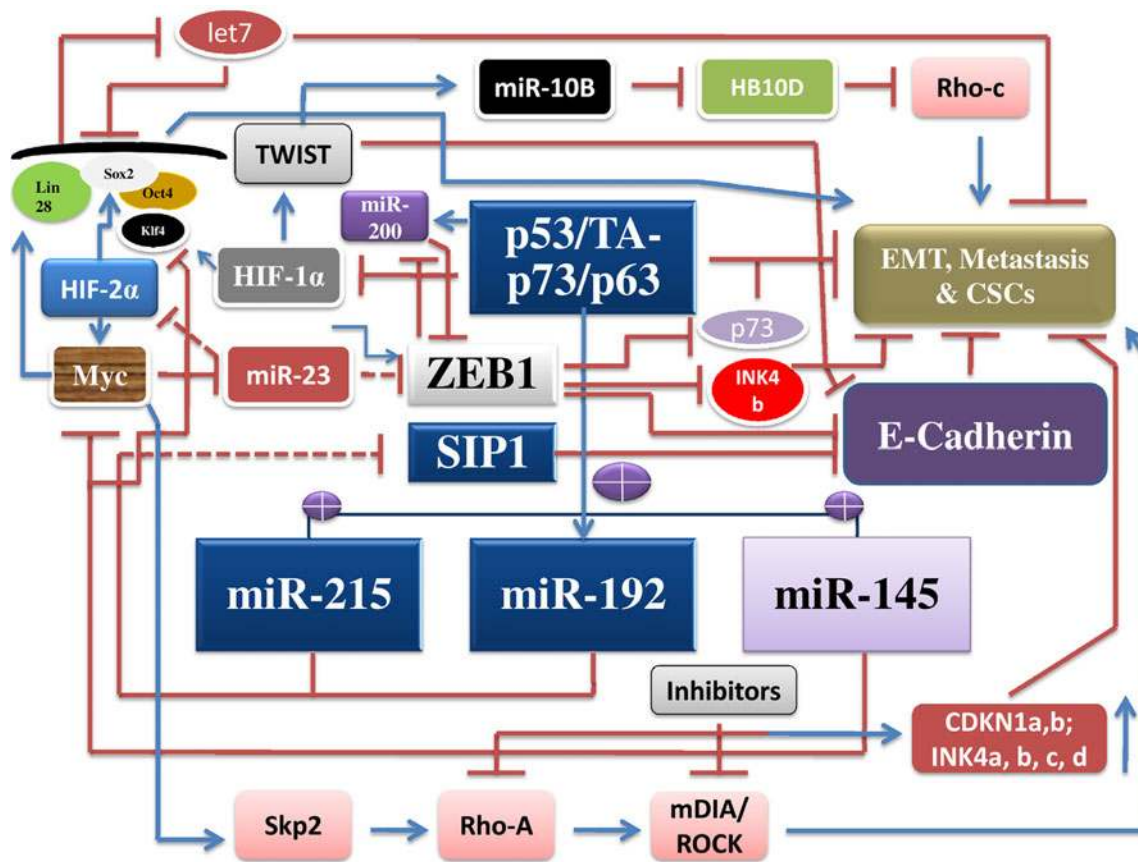 let7
miR-10B
HB10D
Rho-c
TWIST
Sox2
Lin
28
Oct4
Klf4
miR-
200
p53/TA-
p73/p63
EMT, Metastasis
& CSCs
HIF-2α
HIF-1α
p73
Myc
miR-23
ZEB1
INK4
b
SIP1
E-Cadherin
miR-215
miR-192
miR-145
Inhibitors
CDKN1a,b;
INK4a, b, c, d
Skp2
Rho-A
mDIA/
ROCK